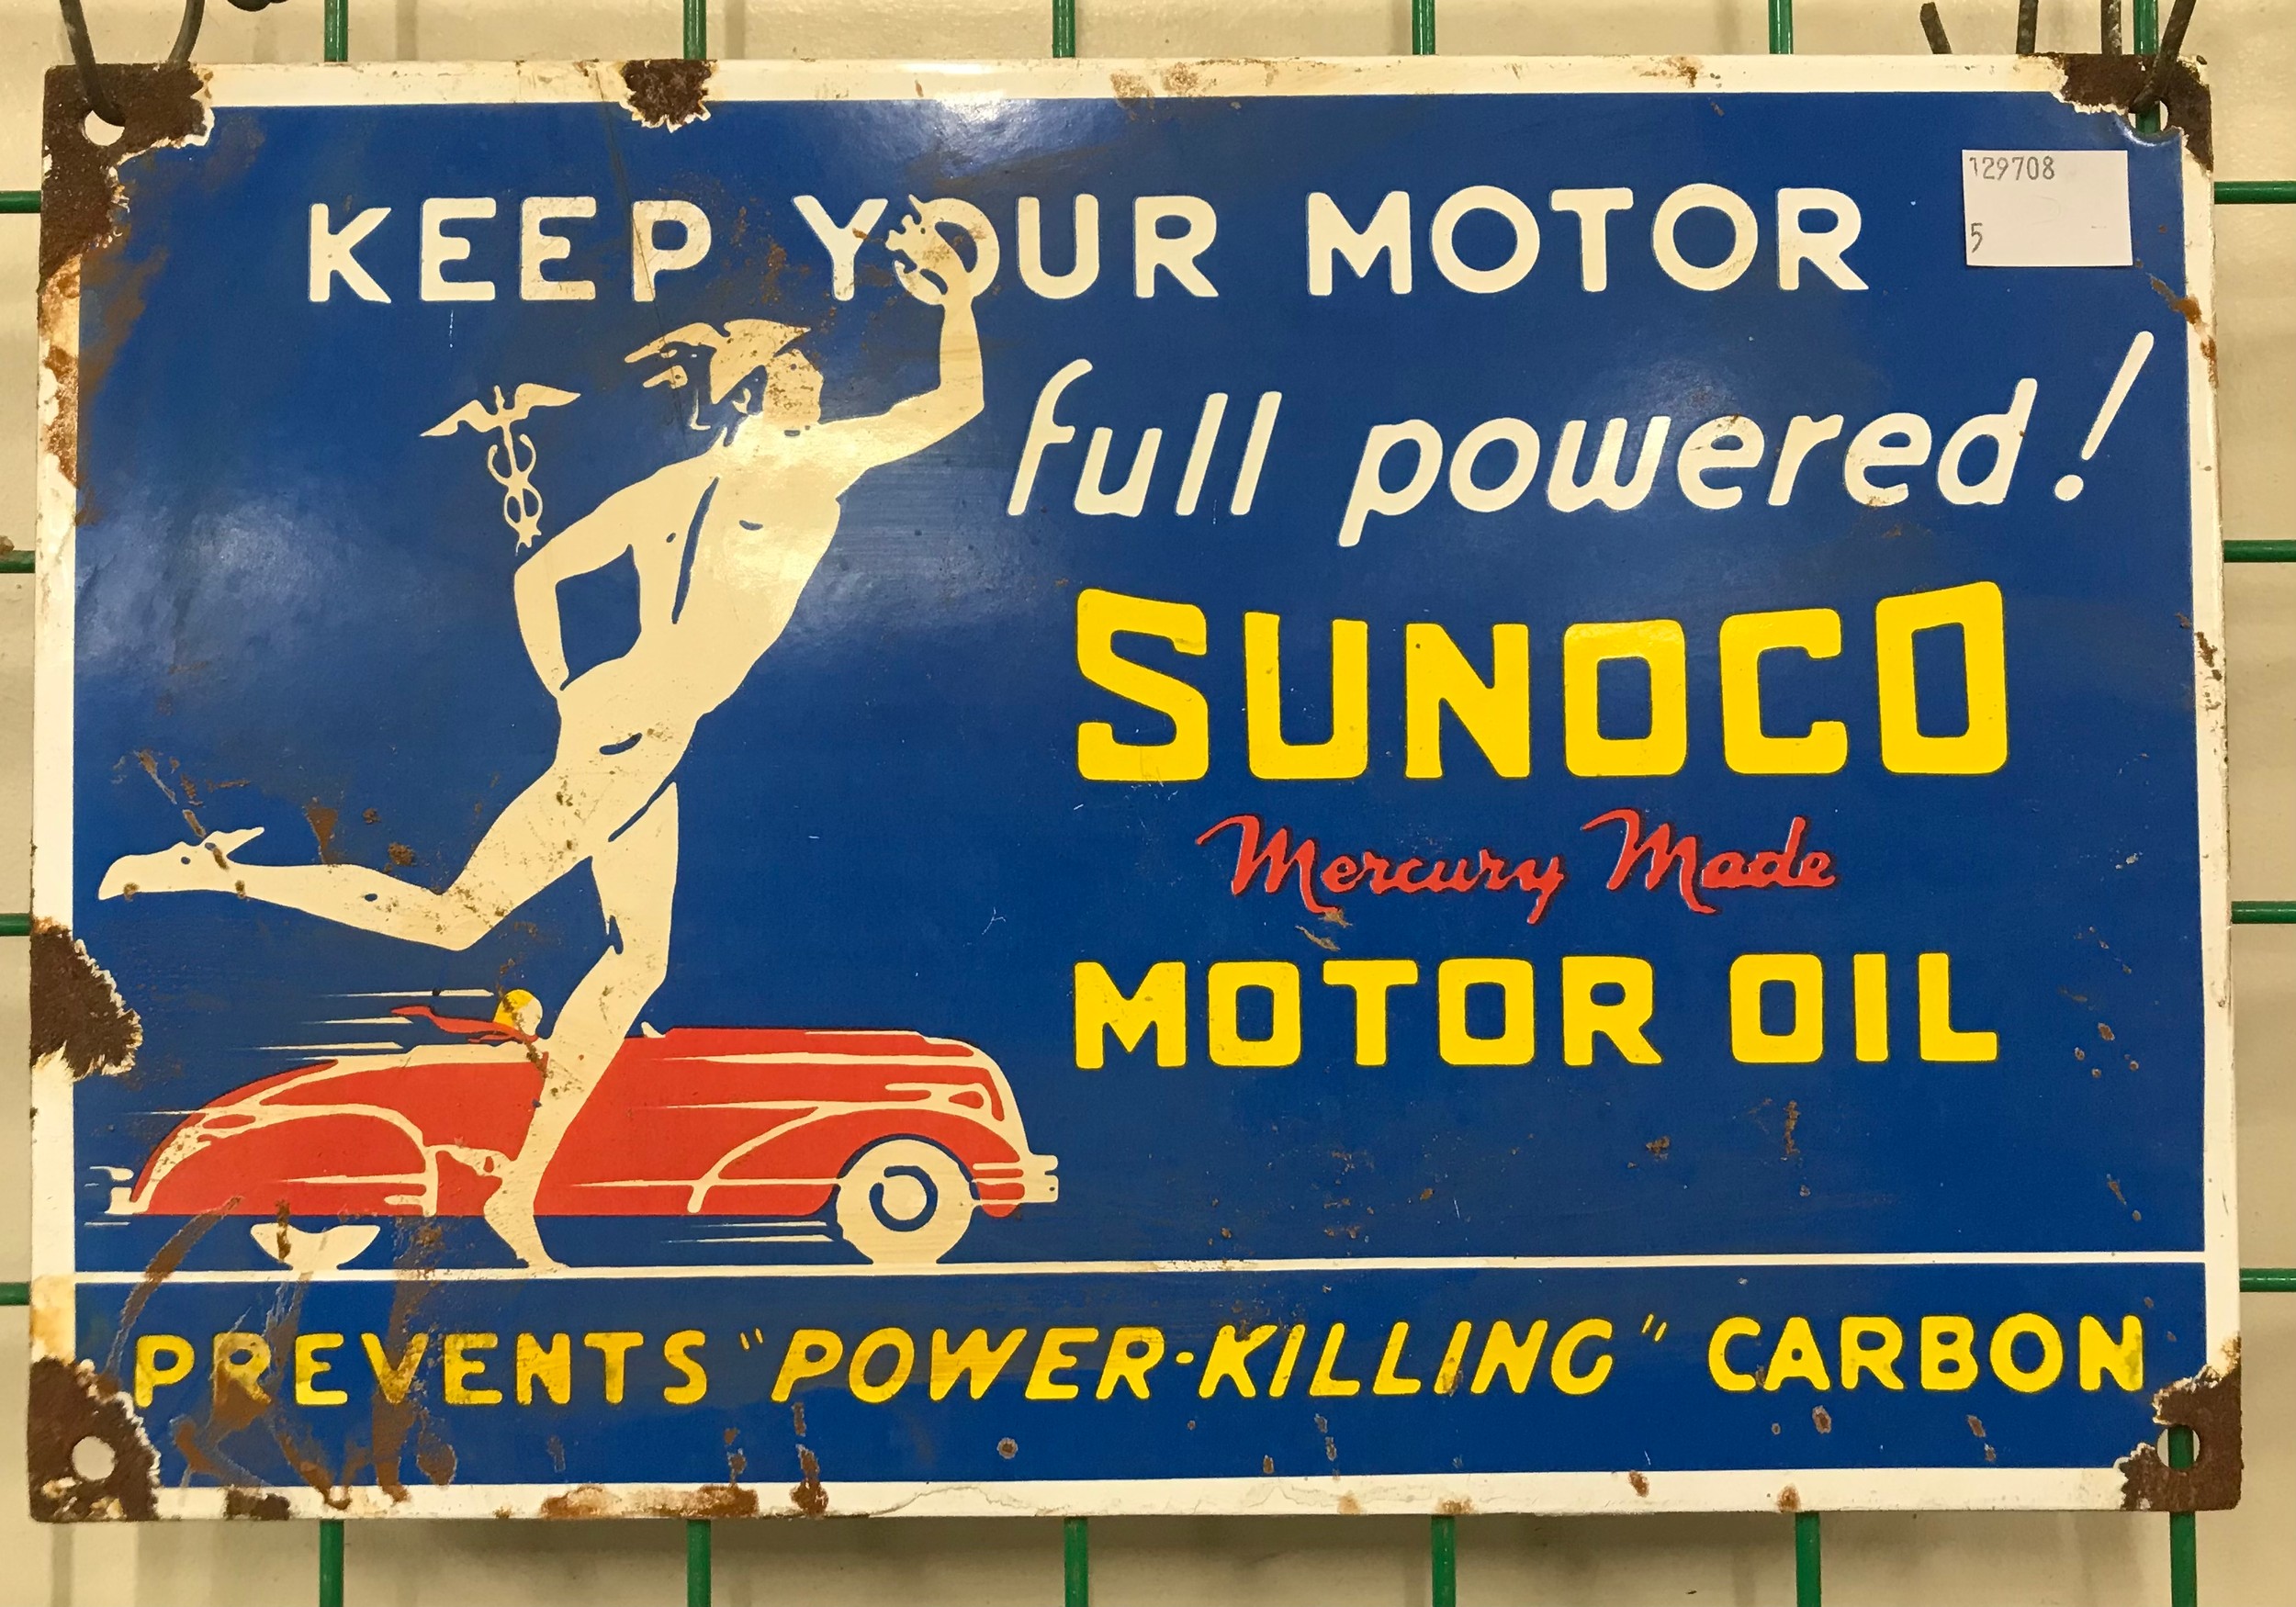 KEEP YOUR MOTOR
129708
5
full powered!
SUNOCO
Mercury Made
MOTOR OIL
PREVENTS "POWER-KILLING" CARBON